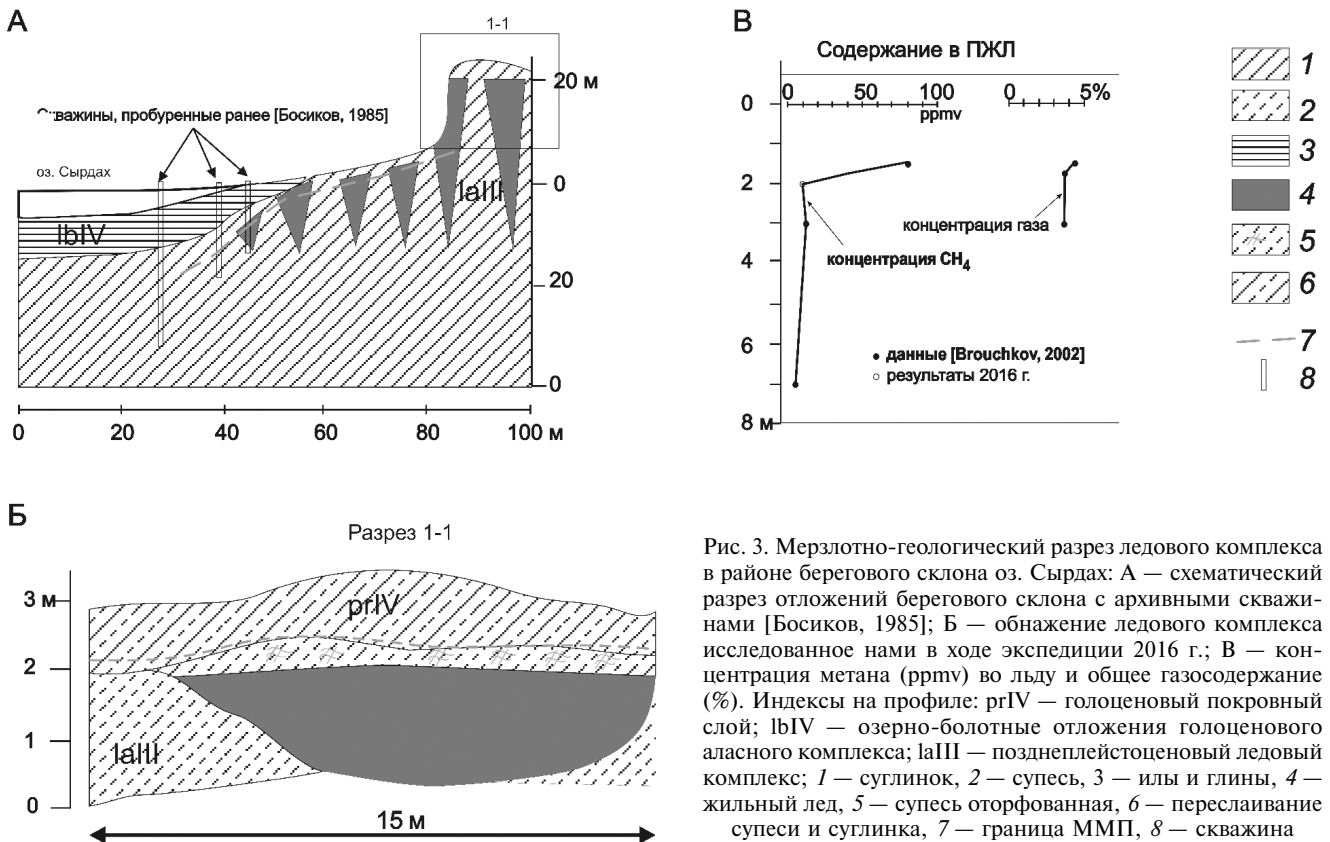 А
1-1
20 м
пробуренные ранее [Босиков, 1985]
оз. Сырдах
0
laIII
lbIV
20
0
0 20 40 60 80 100 м
В
Содержание в ПЖЛ
0 50 100
ppmv
0 5%
0
2
4
6
8 м
концентрация газа
концентрация CH₄
данные [Brouchkov, 2002]
результаты 2016 г.
1
2
3
4
5
6
7
8
Б
Разрез 1-1
3 м
2
1
0
prIV
laIII
15 м
Рис. 3. Мерзлотно-геологический разрез ледового комплекса
в районе берегового склона оз. Сырдах: А — схематический
разрез отложений берегового склона с архивными скважи-
нами [Босиков, 1985]; Б — обнажение ледового комплекса
исследованное нами в ходе экспедиции 2016 г.; В — кон-
центрация метана (ppmv) во льду и общее газосодержание
(%). Индексы на профиле: prIV — голоценовый покровный
слой; lbIV — озерно-болотные отложения голоценового
аласного комплекса; laIII — позднеплейстоценовый ледовый
комплекс; 1 — суглинок, 2 — супесь, 3 — илы и глины, 4 —
жильный лед, 5 — супесь оторфованная, 6 — переслаивание
супеси и суглинка, 7 — граница ММП, 8 — скважина